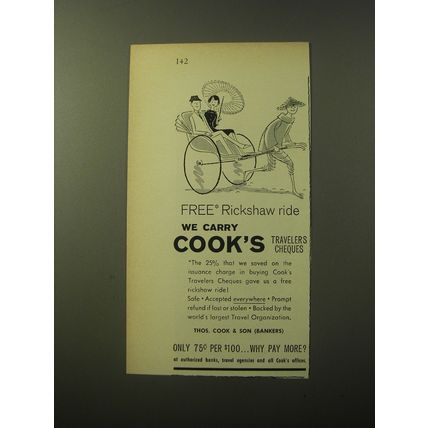 142
FREE* Rickshaw ride
WE CARRY
COOK'S TRAVELERS CHEQUES
"The 25% that we saved on the
issuance charge in buying Cook's
Travelers Cheques gave us a free
rickshaw ride!
Safe • Accepted everywhere • Prompt
refund if lost or stolen • Backed by the
world's largest Travel Organization.
THOS. COOK & SON (BANKERS)
ONLY 75¢ PER $100...WHY PAY MORE?
at authorized banks, travel agencies and all Cook's offices.